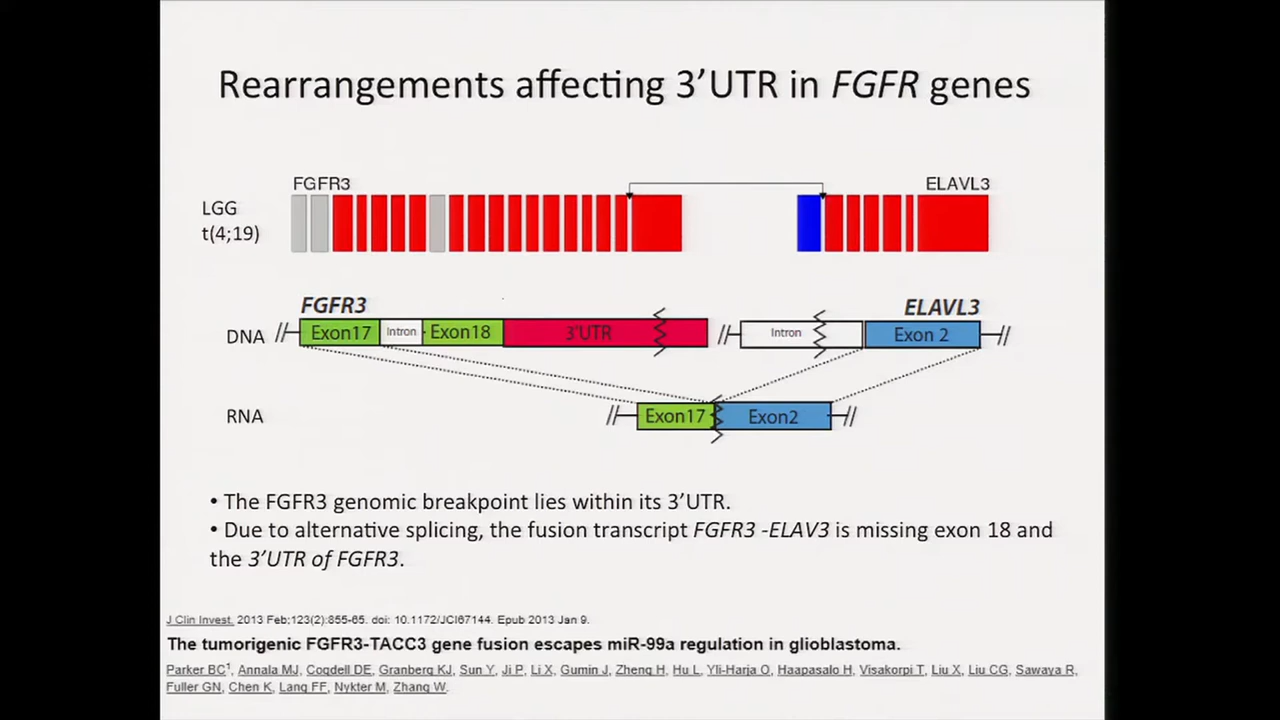 Rearrangements affecting 3’UTR in FGFR genes
FGFR3
ELAVL3
LGG
t(4;19)
FGFR3
ELAVL3
DNA
Exon17
Intron
Exon18
3'UTR
Intron
Exon 2
RNA
Exon17
Exon2
• The FGFR3 genomic breakpoint lies within its 3’UTR.
• Due to alternative splicing, the fusion transcript FGFR3 -ELAV3 is missing exon 18 and
the 3’UTR of FGFR3.
J Clin Invest. 2013 Feb;123(2):855-65. doi: 10.1172/JCI67144. Epub 2013 Jan 9.
The tumorigenic FGFR3-TACC3 gene fusion escapes miR-99a regulation in glioblastoma.
Parker BC1, Annala MJ, Cogdell DE, Granberg KJ, Sun Y, Ji P, Li X, Gumin J, Zheng H, Hu L, Yli-Harja O, Haapasalo H, Visakorpi T, Liu X, Liu CG, Sawaya R,
Fuller GN, Chen K, Lang FF, Nykter M, Zhang W.